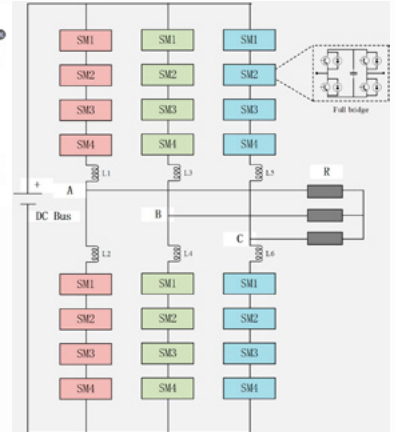 SM1 SM1 SM1
SM2 SM2 SM2
Full bridge
SM3 SM3 SM3
SM4 SM4 SM4
L1 L3 L5 R
A
+
DC Bus B
C
L2 L4 L6
SM1 SM1 SM1
SM2 SM2 SM2
SM3 SM3 SM3
SM4 SM4 SM4